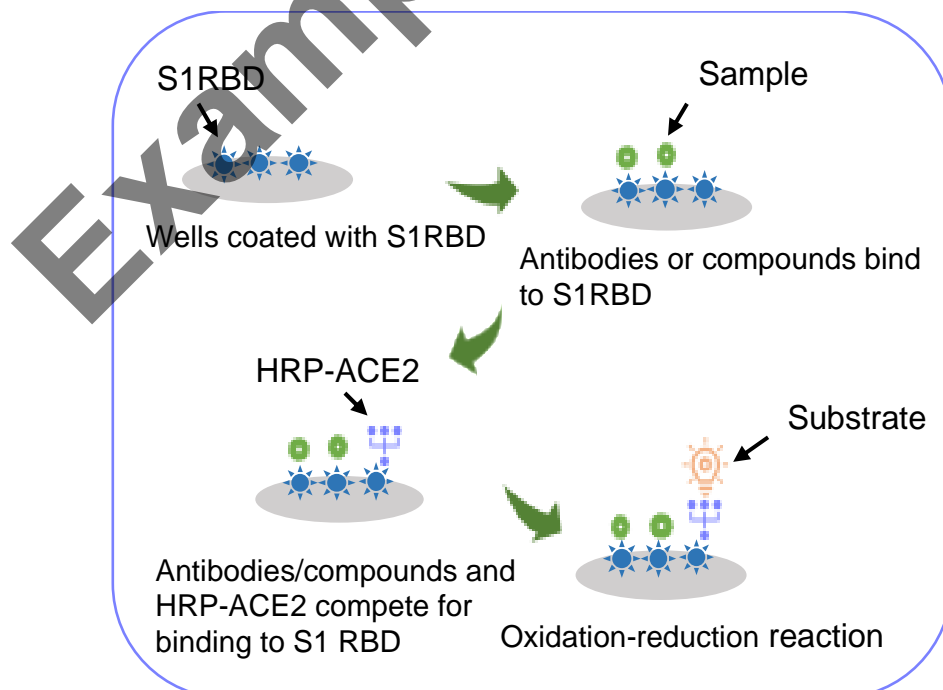 Examp
S1RBD
Sample
Wells coated with S1RBD
Antibodies or compounds bind
to S1RBD
HRP-ACE2
Substrate
Antibodies/compounds and
HRP-ACE2 compete for
binding to S1 RBD
Oxidation-reduction reaction